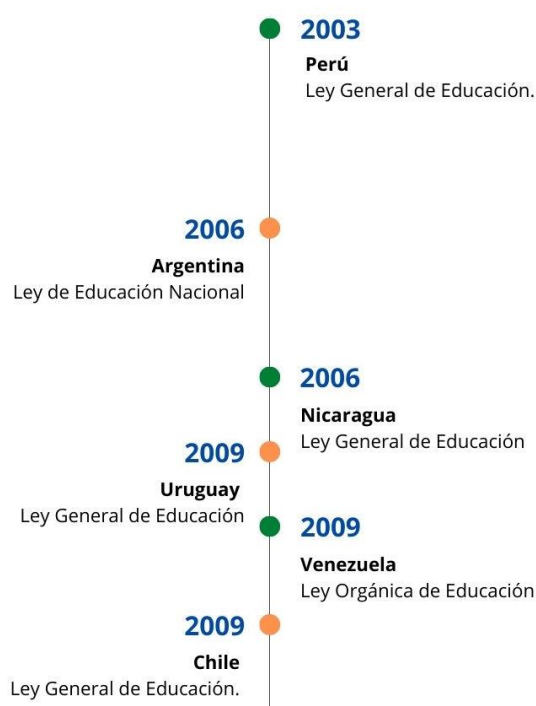 2003
Perú
Ley General de Educación.
2006
Argentina
Ley de Educación Nacional
2006
Nicaragua
Ley General de Educación
2009
Uruguay
Ley General de Educación
2009
Venezuela
Ley Orgánica de Educación
2009
Chile
Ley General de Educación.